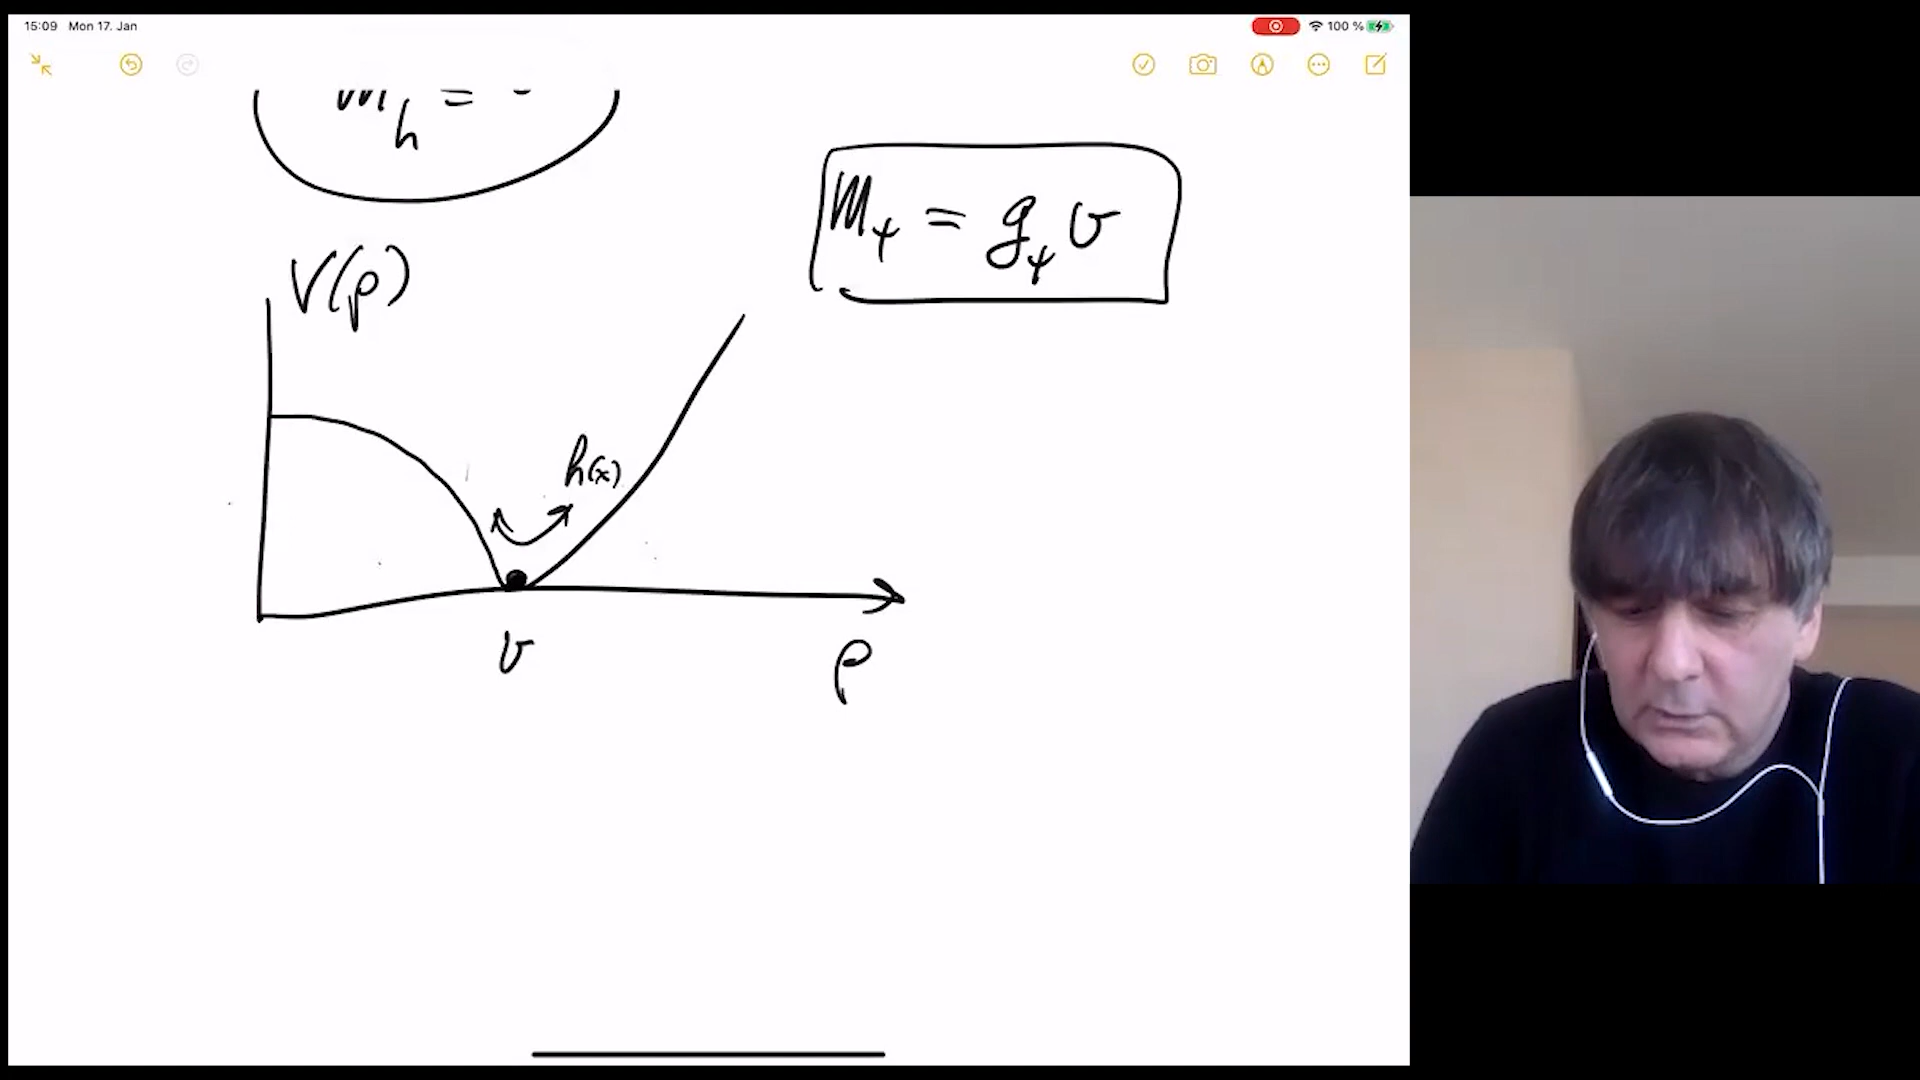 15:09 Mon 17. Jan 100 %
m_h =
m_ψ = g_ψ v
V(ρ)
h(x)
v
ρ